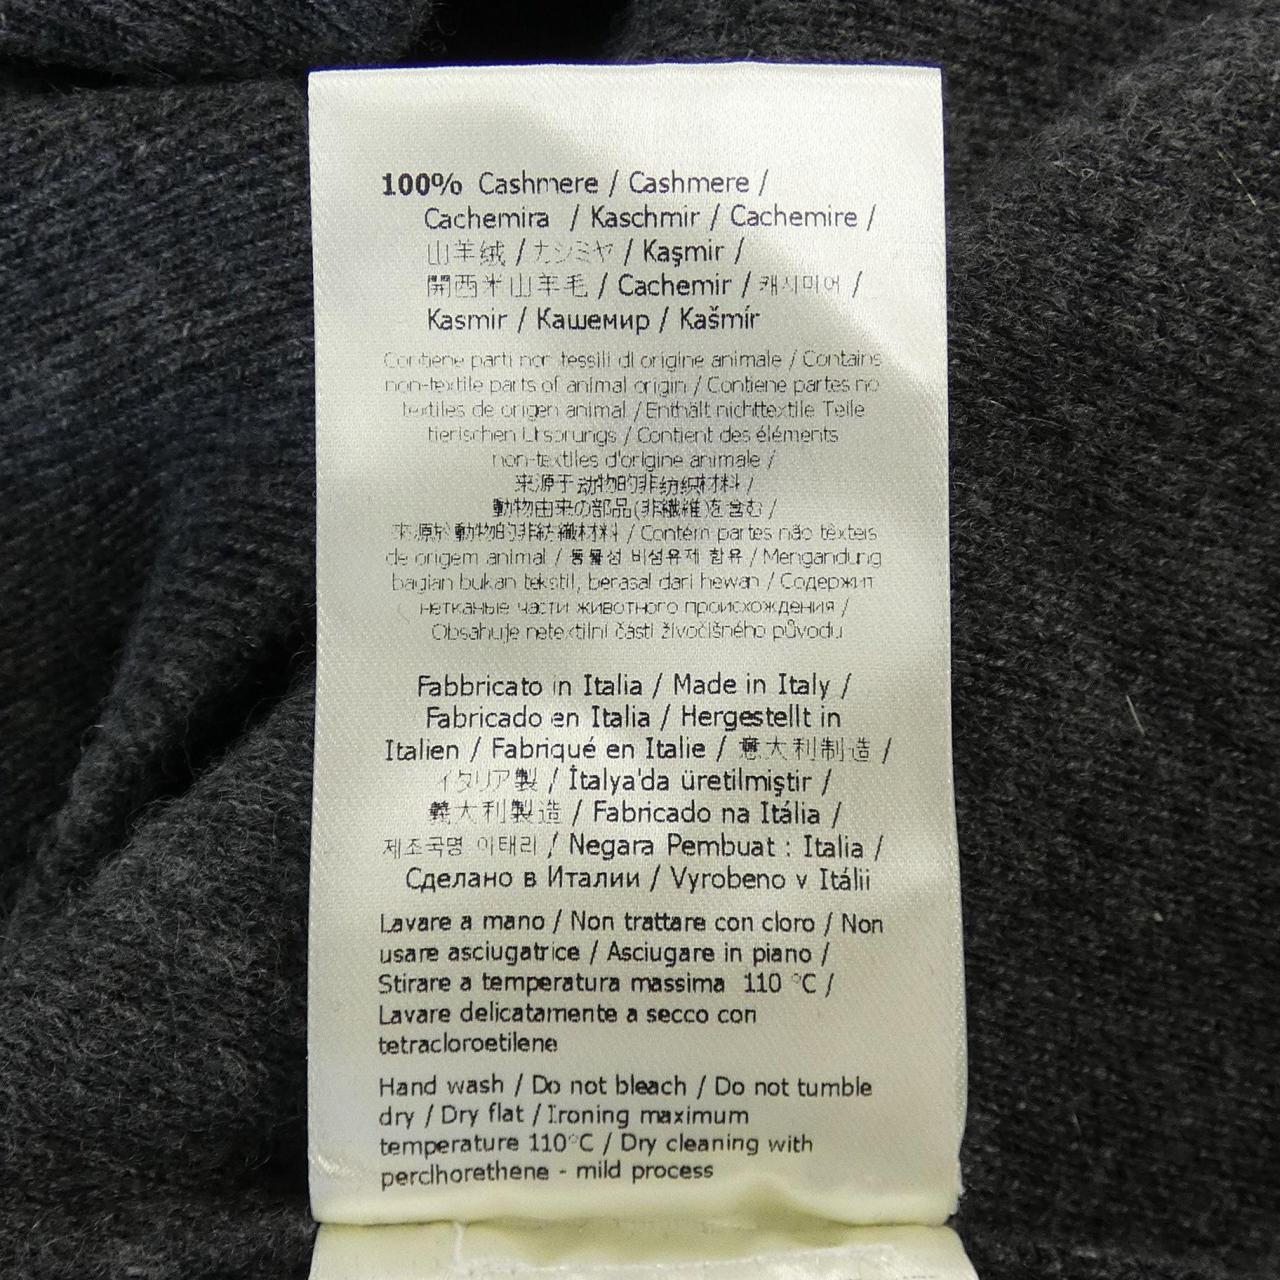 100% Cashmere / Cashmere /
Cachemira / Kaschmir / Cachemire /
山羊绒 / カシミヤ / Kaşmir /
開西米山羊毛 / Cachemir / 캐시미어 /
Kasmir / Кашемир / Kašmír
Contiene parti non tessili di origine animale / Contains
non-textile parts of animal origin / Contiene partes no
textiles de origen animal / Enthält nichttextile Teile
tierischen Ursprungs / Contient des éléments
non-textiles d'origine animale /
来源于动物的非纺织材料 /
動物由来の部品(非繊維)を含む /
來源於動物的非紡織材料 / Contém partes não têxteis
de origem animal / 동물성 비섬유제 함유 / Mengandung
bagian bukan tekstil, berasal dari hewan / Содержит
нетканые части животного происхождения /
Obsahuje netextilní části živočišného původu
Fabbricato in Italia / Made in Italy /
Fabricado en Italia / Hergestellt in
Italien / Fabriqué en Italie / 意大利制造 /
イタリア製 / İtalya'da üretilmiştir /
義大利製造 / Fabricado na Itália /
제조국명 이태리 / Negara Pembuat : Italia /
Сделано в Италии / Vyrobeno v Itálii
Lavare a mano / Non trattare con cloro / Non
usare asciugatrice / Asciugare in piano /
Stirare a temperatura massima 110 °C /
Lavare delicatamente a secco con
tetracloroetilene
Hand wash / Do not bleach / Do not tumble
dry / Dry flat / Ironing maximum
temperature 110°C / Dry cleaning with
perclhorethene - mild process